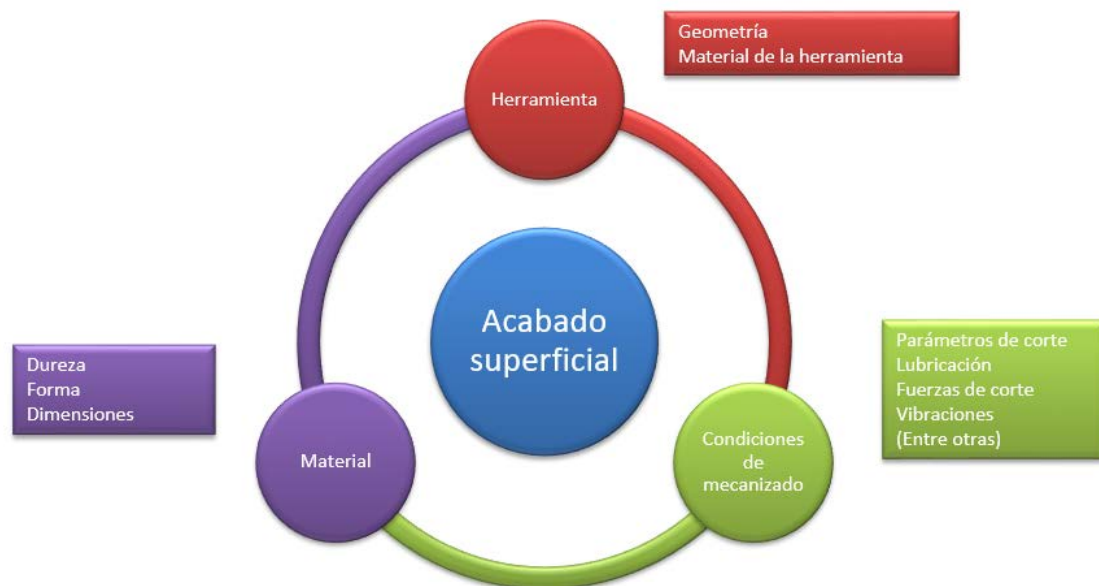 Geometría
Material de la herramienta
Herramienta
Acabado
superficial
Parámetros de corte
Lubricación
Fuerzas de corte
Vibraciones
(Entre otras)
Dureza
Forma
Dimensiones
Material
Condiciones
de
mecanizado